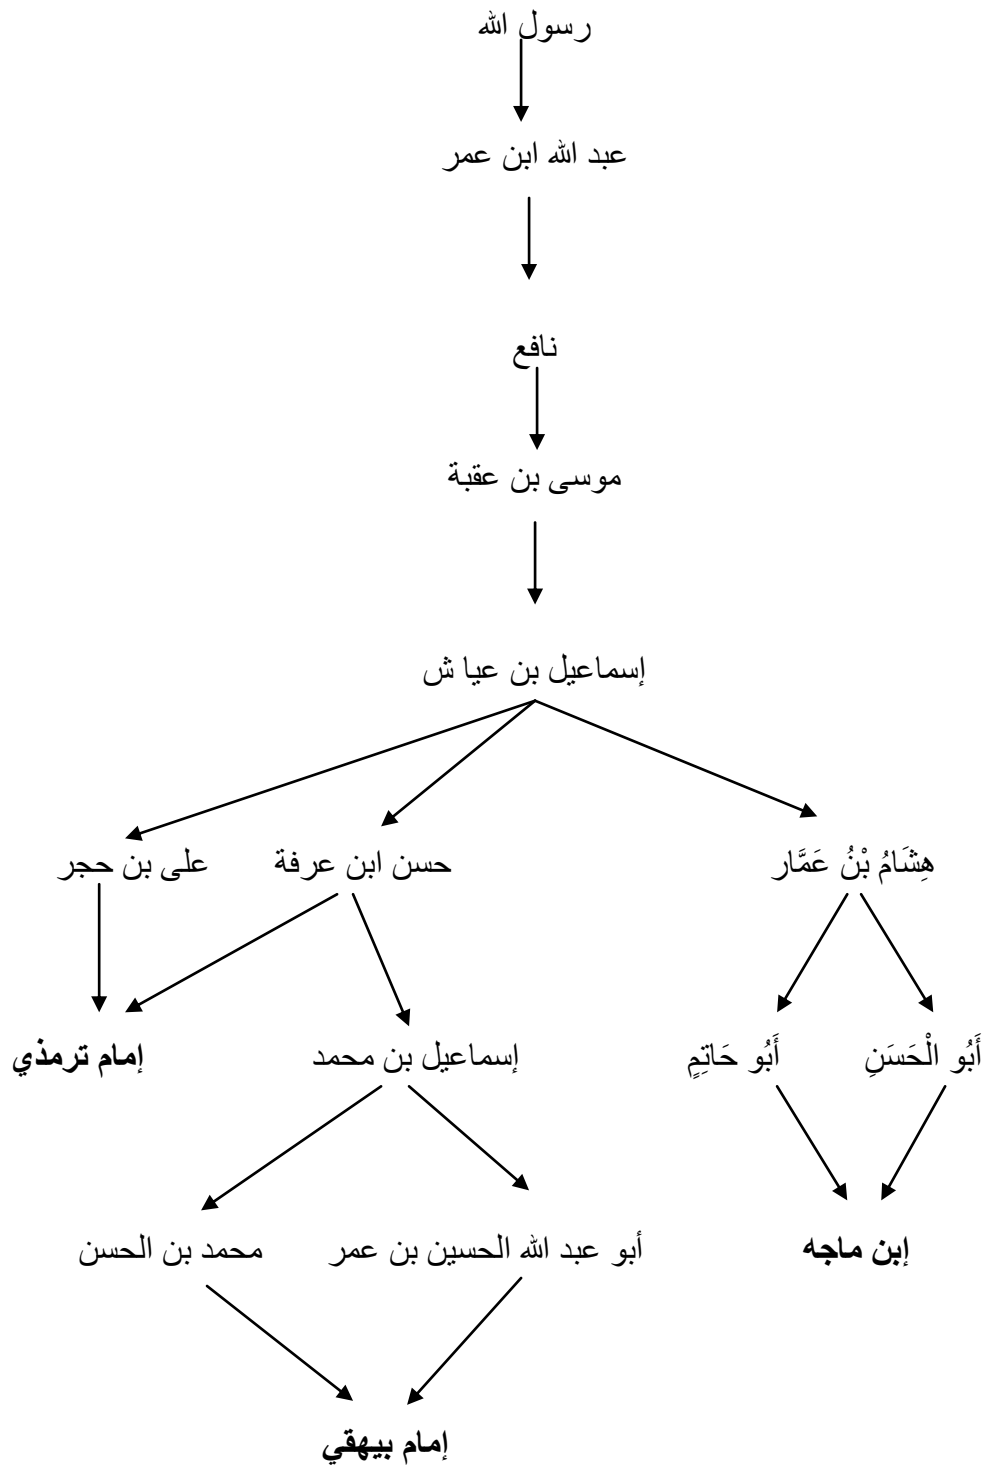 رسول الله
عبد الله ابن عمر
نافع
موسى بن عقبة
إسماعيل بن عيا ش
هِشَامُ بْنُ عَمَّار
حسن ابن عرفة
على بن حجر
أَبُو الْحَسَنِ
أَبُو حَاتِمٍ
إسماعيل بن محمد
إمام ترمذي
إبن ماجه
أبو عبد الله الحسين بن عمر
محمد بن الحسن
إمام بيهقي